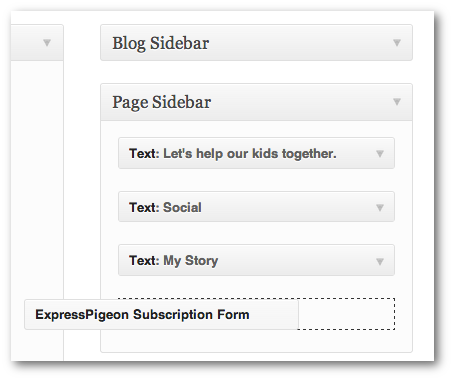 Blog Sidebar
Page Sidebar
Text: Let's help our kids together.
Text: Social
Text: My Story
ExpressPigeon Subscription Form